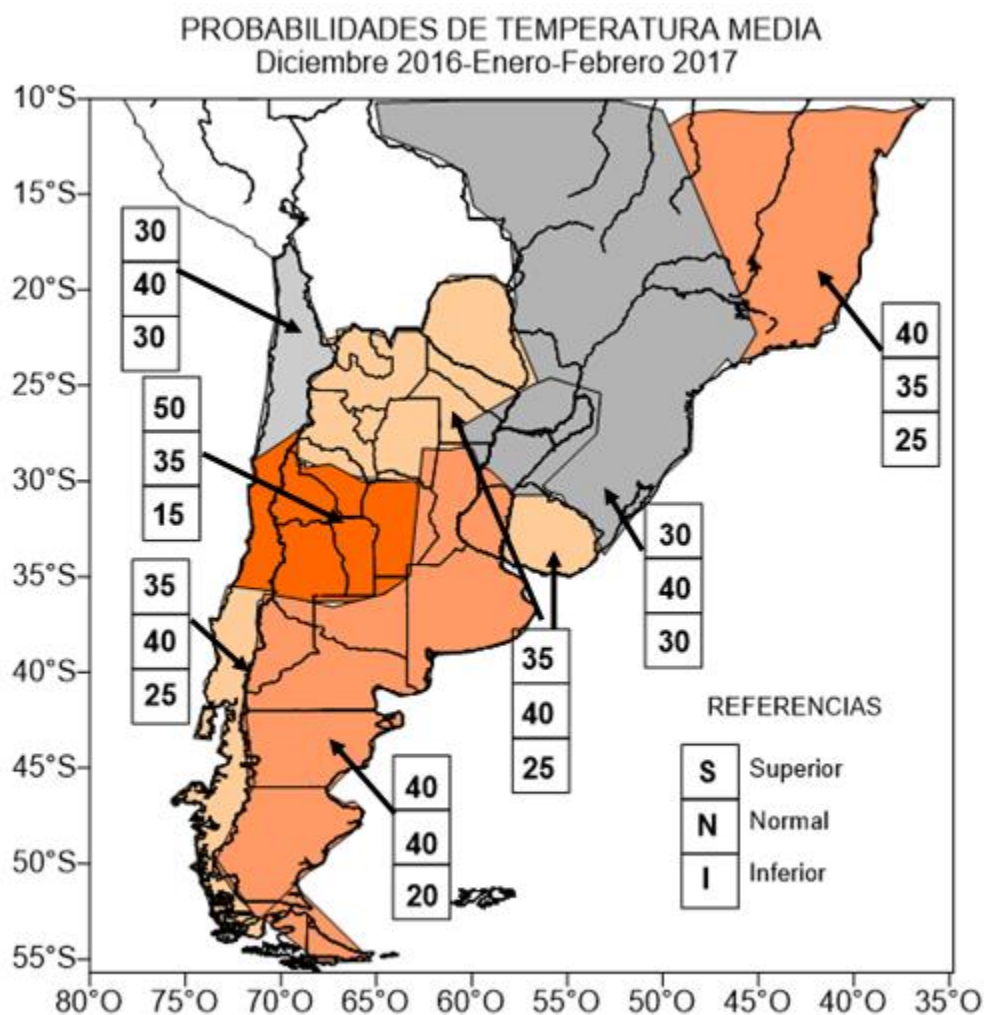 PROBABILIDADES DE TEMPERATURA MEDIA
Diciembre 2016-Enero-Febrero 2017
10°S
15°S
20°S
25°S
30°S
35°S
40°S
45°S
50°S
55°S
30
40
30
50
35
15
35
40
25
40
35
25
30
40
30
35
40
25
40
40
20
REFERENCIAS
S Superior
N Normal
I Inferior
80°O 75°O 70°O 65°O 60°O 55°O 50°O 45°O 40°O 35°O